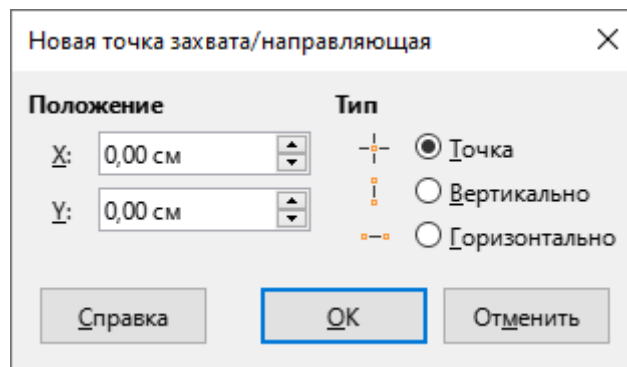 Новая точка захвата/направляющая
Положение
Тип
X: 0,00 см
Точка
Вертикально
Y: 0,00 см
Горизонтально
Справка
OK
Отменить